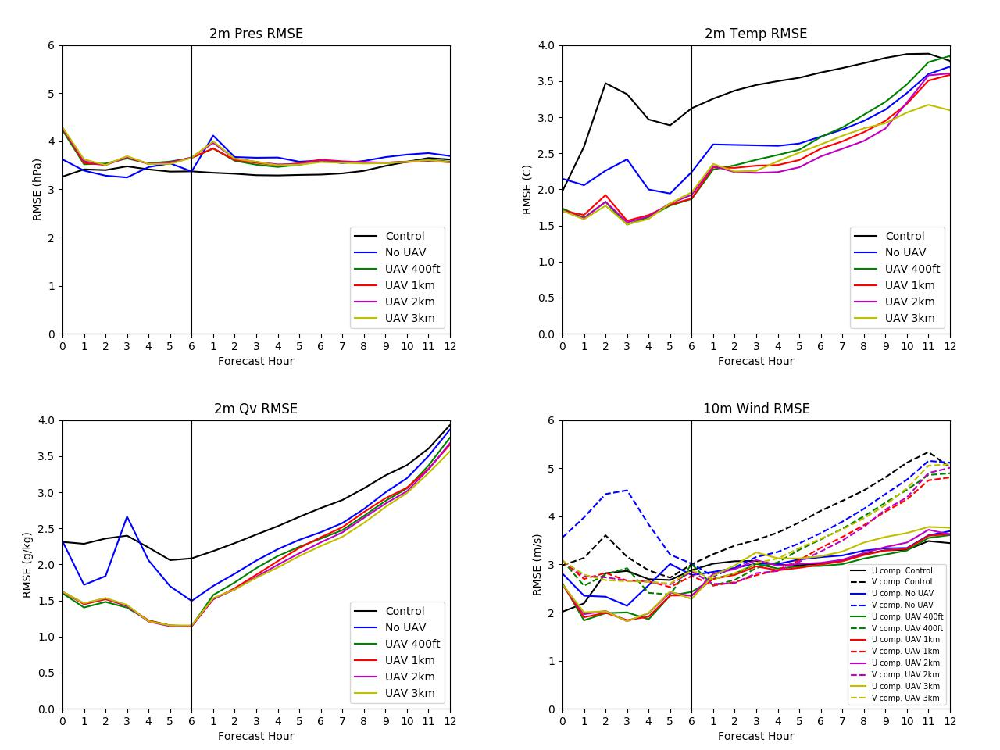 2m Pres RMSE
RMSE (hPa)
6
5
4
3
2
1
0
Control
No UAV
UAV 400ft
UAV 1km
UAV 2km
UAV 3km
0 1 2 3 4 5 6 1 2 3 4 5 6 7 8 9 10 11 12
Forecast Hour
2m Temp RMSE
RMSE (C)
4.0
3.5
3.0
2.5
2.0
1.5
1.0
0.5
0.0
Control
No UAV
UAV 400ft
UAV 1km
UAV 2km
UAV 3km
0 1 2 3 4 5 6 1 2 3 4 5 6 7 8 9 10 11 12
Forecast Hour
2m Qv RMSE
RMSE (g/kg)
4.0
3.5
3.0
2.5
2.0
1.5
1.0
0.5
0.0
Control
No UAV
UAV 400ft
UAV 1km
UAV 2km
UAV 3km
0 1 2 3 4 5 6 1 2 3 4 5 6 7 8 9 10 11 12
Forecast Hour
10m Wind RMSE
RMSE (m/s)
6
5
4
3
2
1
0
U comp. Control
V comp. Control
U comp. No UAV
V comp. No UAV
U comp. UAV 400ft
V comp. UAV 400ft
U comp. UAV 1km
V comp. UAV 1km
U comp. UAV 2km
V comp. UAV 2km
U comp. UAV 3km
V comp. UAV 3km
0 1 2 3 4 5 6 1 2 3 4 5 6 7 8 9 10 11 12
Forecast Hour